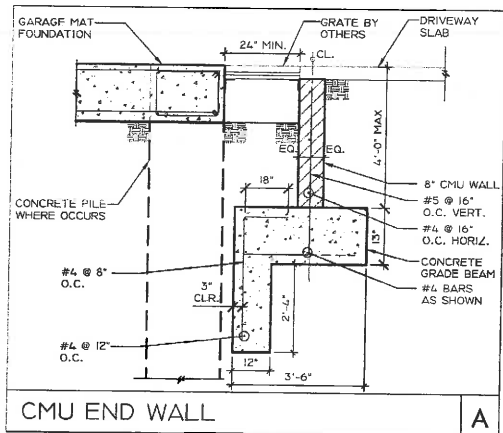 GARAGE MAT
FOUNDATION
24" MIN.
GRATE BY
OTHERS
DRIVEWAY
SLAB
CL.
4'-0" MAX
EQ.
EQ.
8" CMU WALL
#5 @ 16"
O.C. VERT.
#4 @ 16"
O.C. HORIZ.
CONCRETE
GRADE BEAM
#4 BARS
AS SHOWN
CONCRETE PILE
WHERE OCCURS
18"
13"
#4 @ 8"
O.C.
3"
CLR.
2'-4"
#4 @ 12"
O.C.
12"
3'-6"
CMU END WALL
A